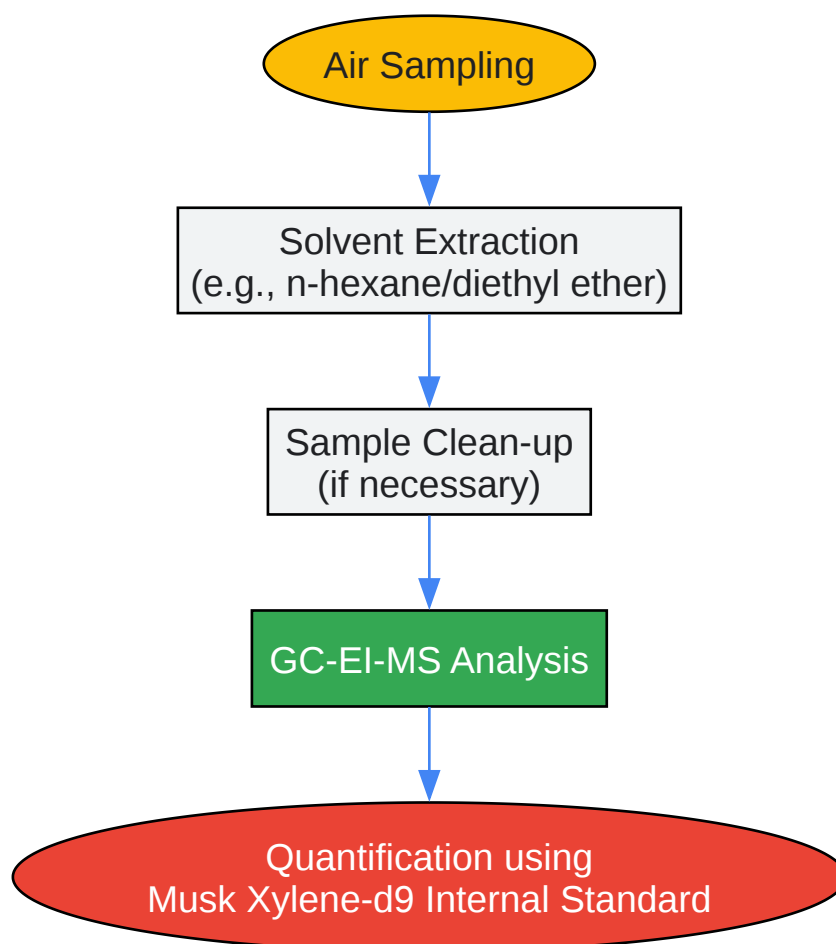 Air Sampling
Solvent Extraction
(e.g., n-hexane/diethyl ether)
Sample Clean-up
(if necessary)
GC-EI-MS Analysis
Quantification using
Musk Xylene-d9 Internal Standard